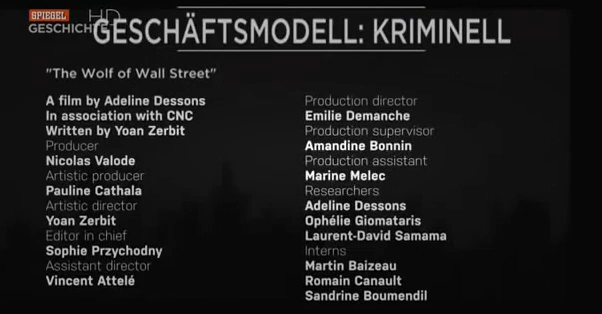 SPIEGEL
GESCHICHTE HD
GESCHÄFTSMODELL: KRIMINELL
"The Wolf of Wall Street"
A film by Adeline Dessons
In association with CNC
Written by Yoan Zerbit
Producer
Nicolas Valode
Artistic producer
Pauline Cathala
Artistic director
Yoan Zerbit
Editor in chief
Sophie Przychodny
Assistant director
Vincent Attelé
Production director
Emilie Demanche
Production supervisor
Amandine Bonnin
Production assistant
Marine Melec
Researchers
Adeline Dessons
Ophélie Giomataris
Laurent-David Samama
Interns
Martin Baizeau
Romain Canault
Sandrine Boumendil